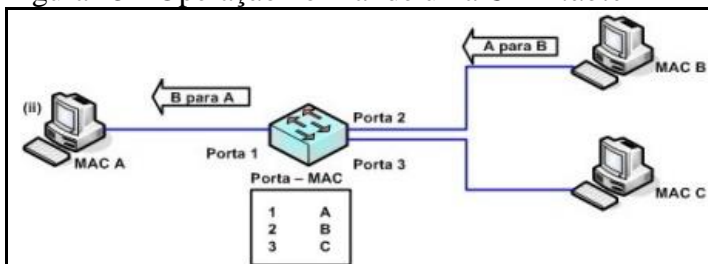 A para B
MAC B
(ii)
B para A
Porta 2
Porta 1
MAC A
Porta 3
Porta – MAC
MAC C
1 A
2 B
3 C